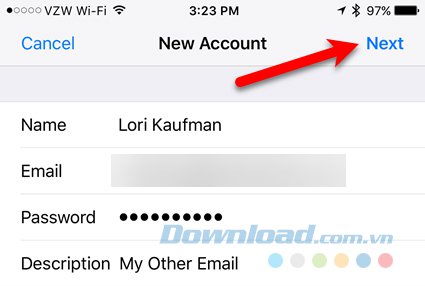 VZW Wi-Fi 3:23 PM 97%
Cancel New Account Next
Name Lori Kaufman
Email
Password ●●●●●●●●●●
Download.com.vn
Description My Other Email